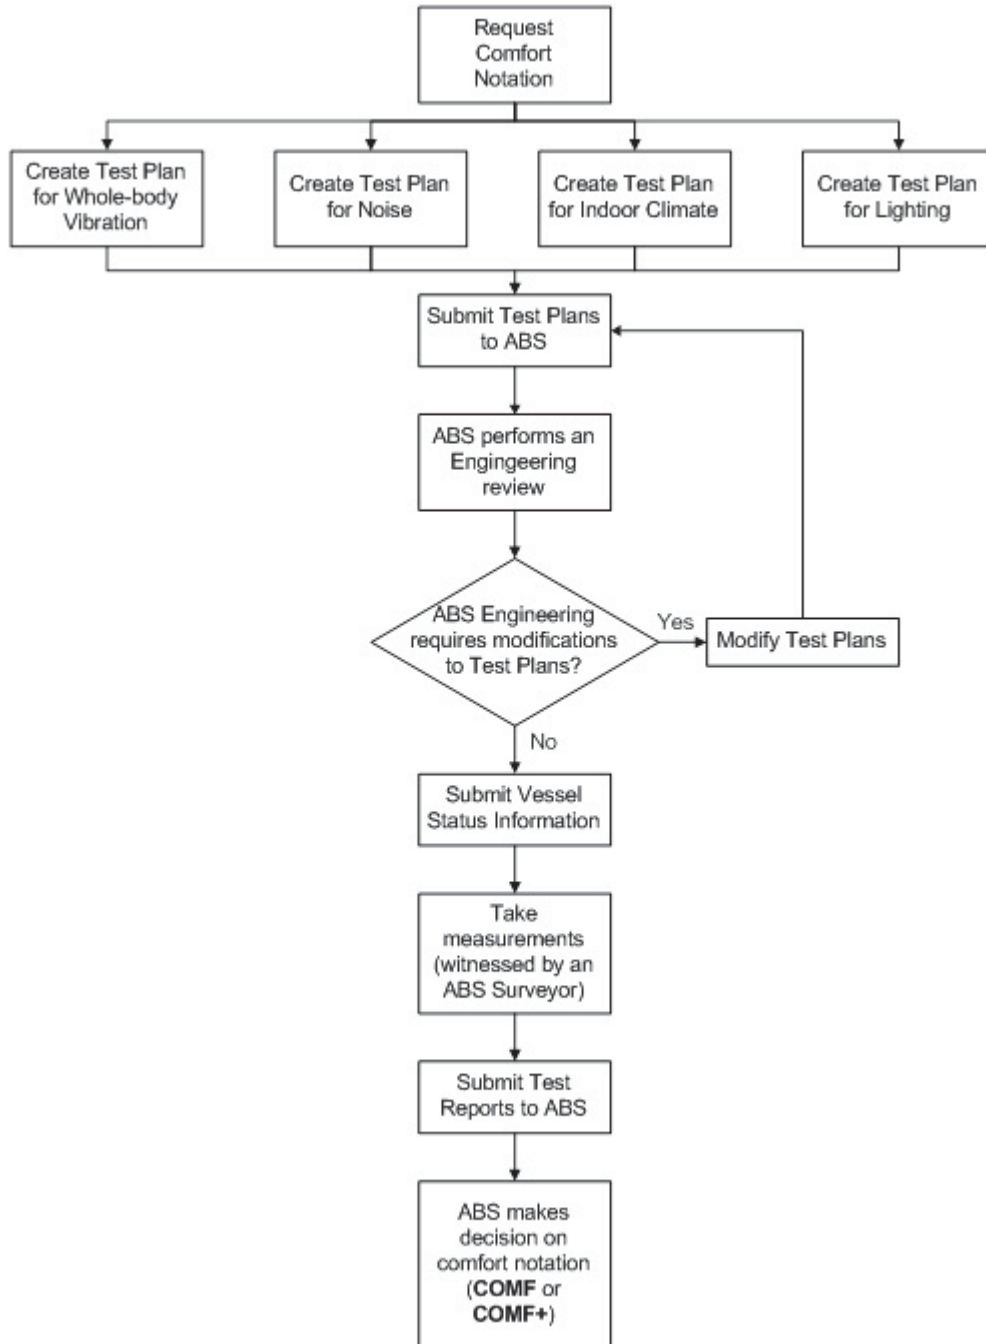 Request
Comfort
Notation
Create Test Plan
for Whole-body
Vibration
Create Test Plan
for Noise
Create Test Plan
for Indoor Climate
Create Test Plan
for Lighting
Submit Test Plans
to ABS
ABS performs an
Engingeering
review
ABS Engineering
requires modifications
to Test Plans?
Yes
Modify Test Plans
No
Submit Vessel
Status Information
Take
measurements
(witnessed by an
ABS Surveyor)
Submit Test
Reports to ABS
ABS makes
decision on
comfort notation
(COMF or
COMF+)